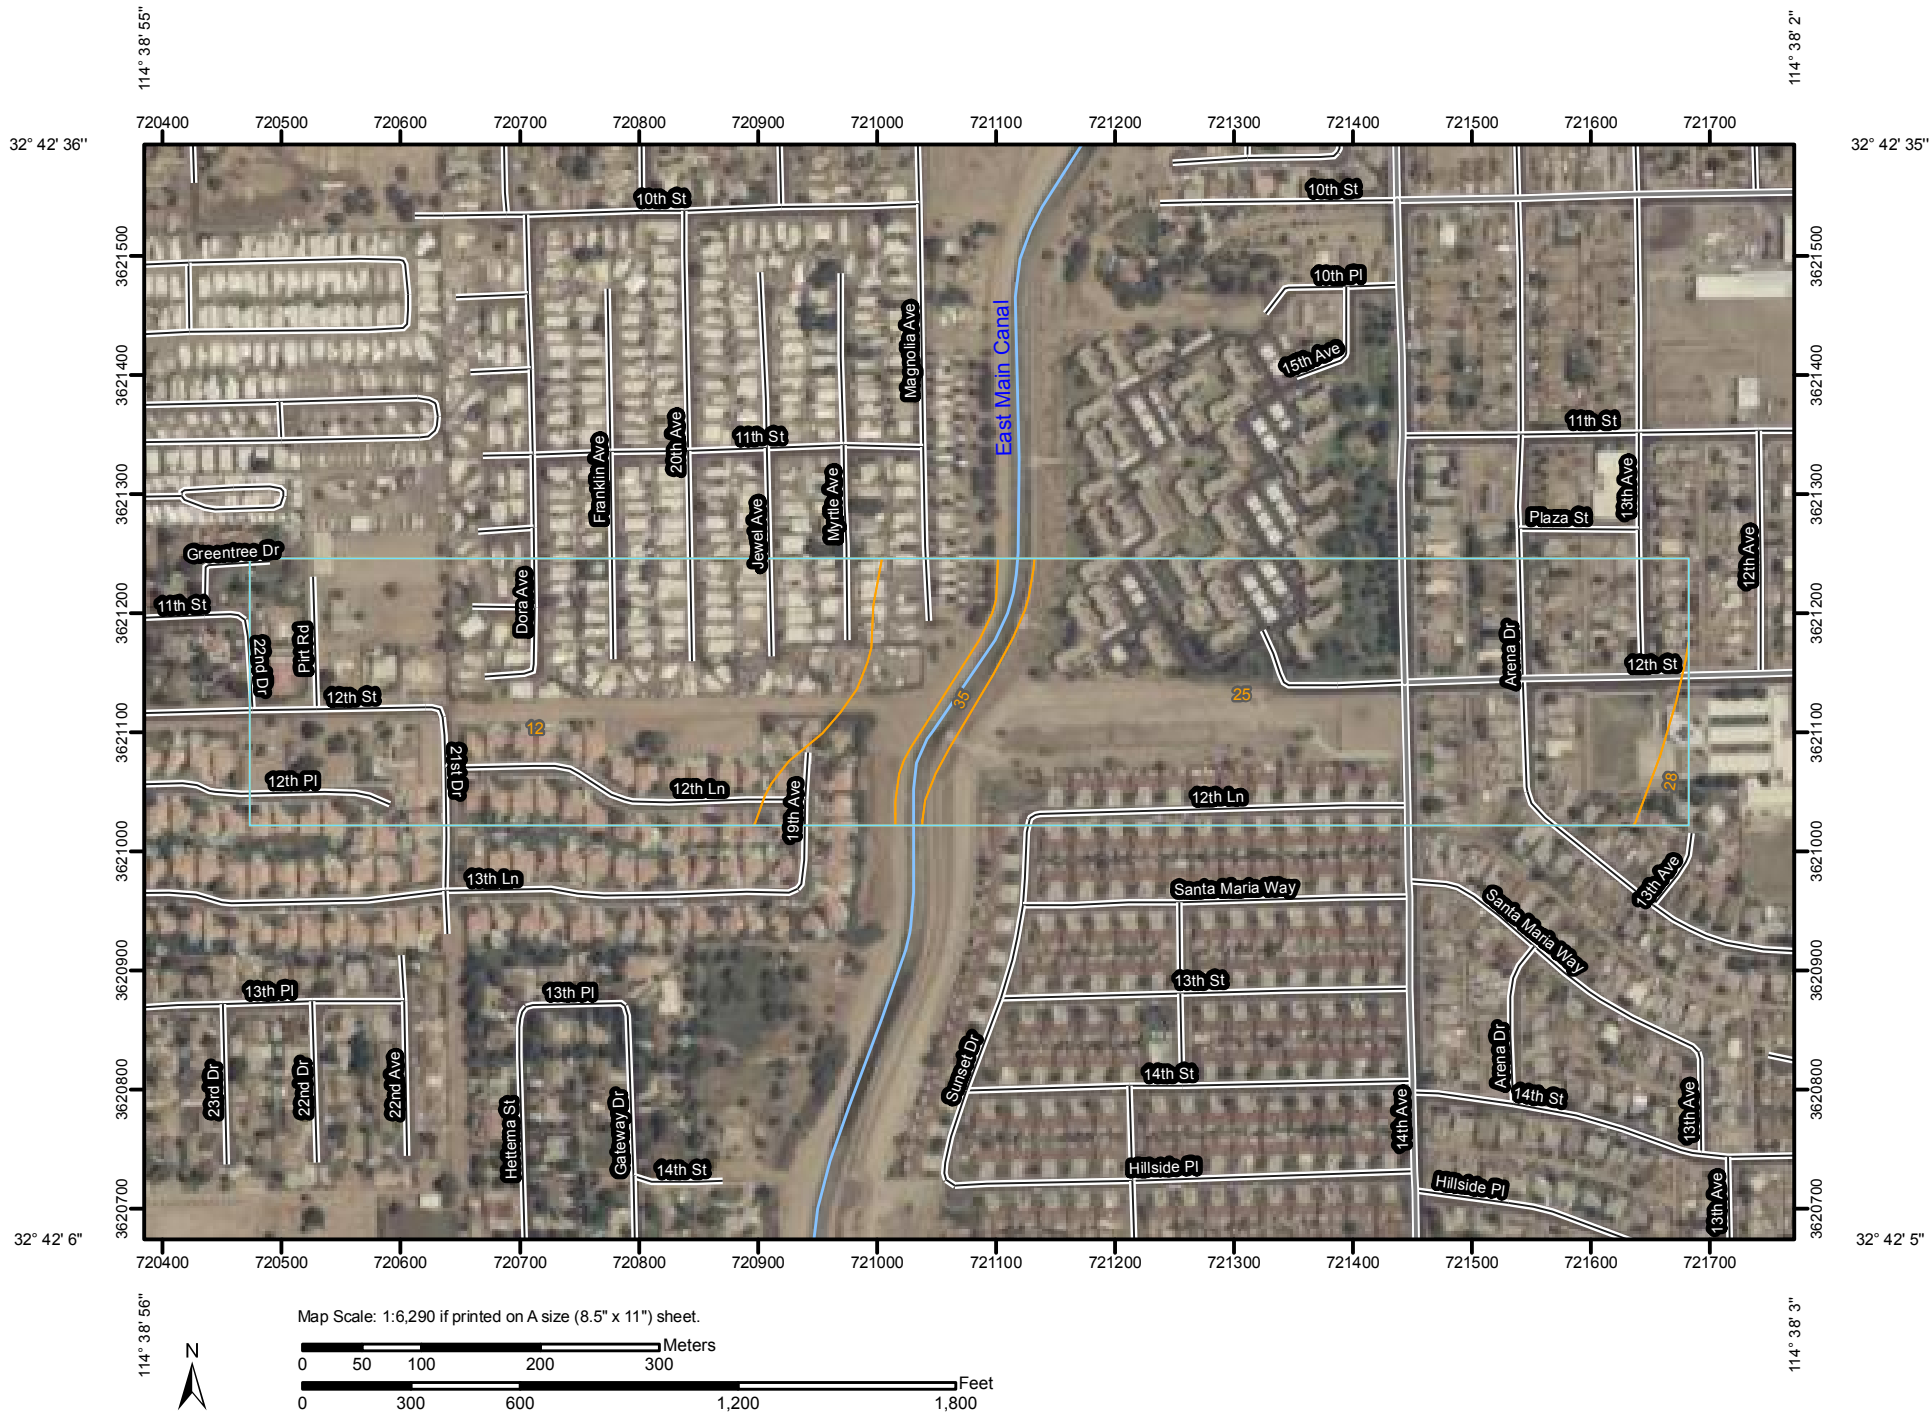 114° 38' 55"
114° 38' 2"
720400 720500 720600 720700 720800 720900 721000 721100 721200 721300 721400 721500 721600 721700
32° 42' 36"
32° 42' 35"
3621500
3621400
3621300
3621200
3621100
3621000
3620900
3620800
3620700
3621500
3621400
3621300
3621200
3621100
3621000
3620900
3620800
3620700
10th St
10th St
10th Pl
15th Ave
Magnolia Ave
East Main Canal
11th St
11th St
20th Ave
Franklin Ave
Myrtle Ave
Jewel Ave
13th Ave
Plaza St
12th Ave
Greentree Dr
11th St
Dora Ave
Pirt Rd
22nd Dr
12th St
Arena Dr
12th St
12
35
25
28
21st Dr
12th Pl
12th Ln
19th Ave
12th Ln
13th Ln
Santa Maria Way
13th Ave
Santa Maria Way
13th Pl
13th Pl
13th St
23rd Dr
22nd Dr
22nd Ave
Hettema St
Gateway Dr
14th St
Sunset Dr
14th St
Hillside Pl
14th Ave
Arena Dr
14th St
13th Ave
Hillside Pl
13th Ave
32° 42' 6"
32° 42' 5"
720400 720500 720600 720700 720800 720900 721000 721100 721200 721300 721400 721500 721600 721700
114° 38' 56"
114° 38' 3"
Map Scale: 1:6,290 if printed on A size (8.5" x 11") sheet.
N
Meters
0 50 100 200 300
Feet
0 300 600 1,200 1,800